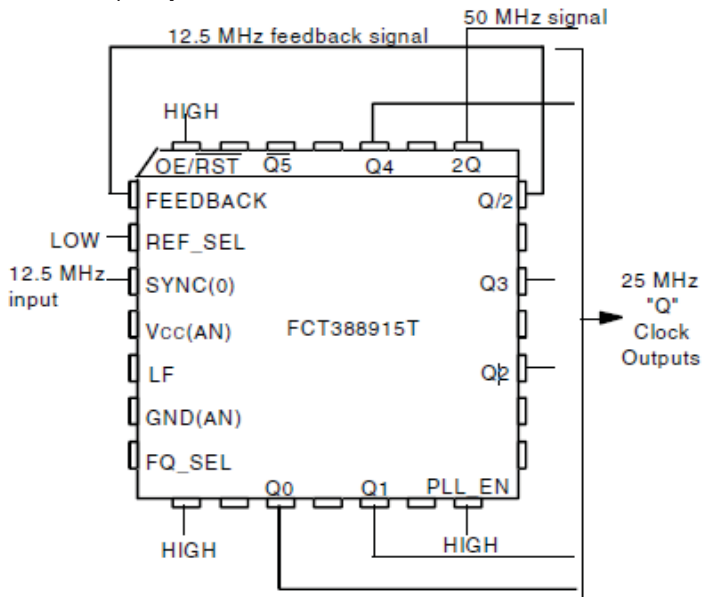 50 MHz signal
12.5 MHz feedback signal
HIGH
OE/RST Q5 Q4 2Q
FEEDBACK Q/2
LOW REF_SEL
12.5 MHz
input
SYNC(0) Q3
25 MHz
"Q"
Clock
Outputs
VCC(AN) FCT388915T
LF Q2
GND(AN)
FQ_SEL
Q0 Q1 PLL_EN
HIGH HIGH